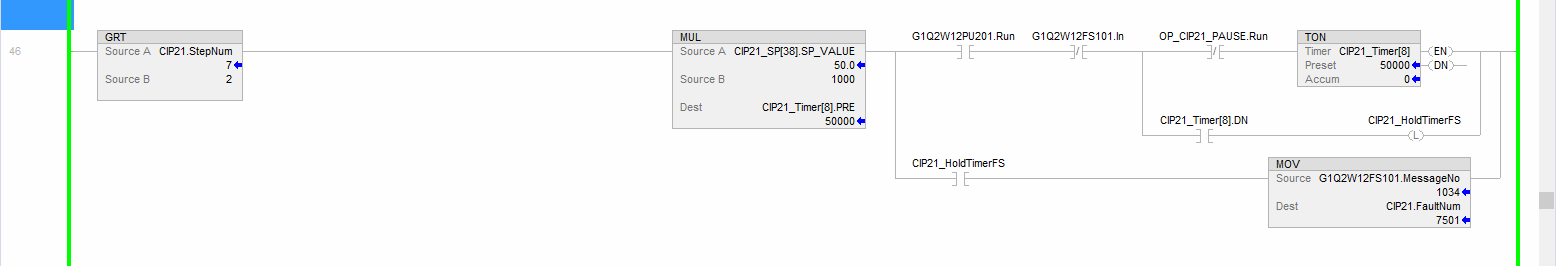 46
GRT
Source A CIP21.StepNum
7
Source B 2
MUL
Source A CIP21_SP[38].SP_VALUE
50.0
Source B 1000
Dest CIP21_Timer[8].PRE
50000
G1Q2W12PU201.Run
G1Q2W12FS101.In
OP_CIP21_PAUSE.Run
TON
Timer CIP21_Timer[8]
Preset 50000
Accum 0
EN
DN
CIP21_Timer[8].DN
CIP21_HoldTimerFS
L
CIP21_HoldTimerFS
MOV
Source G1Q2W12FS101.MessageNo
1034
Dest CIP21.FaultNum
7501